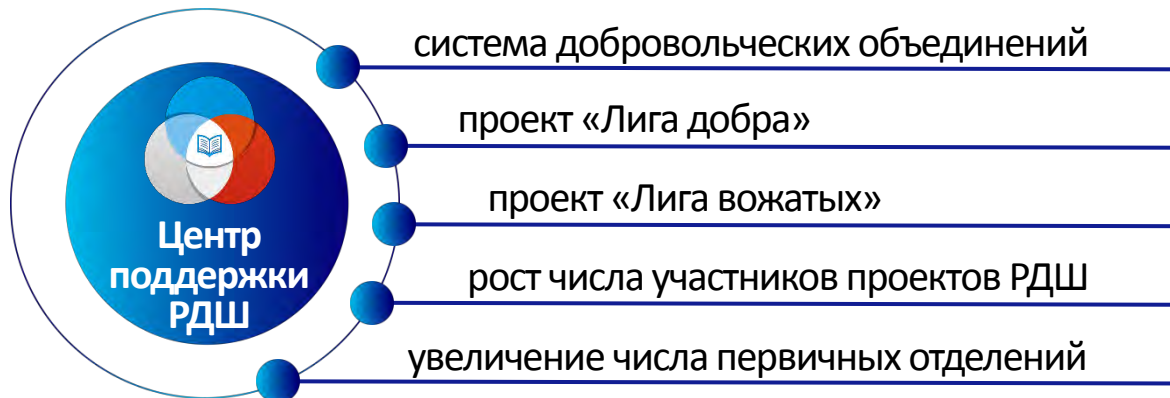 система добровольческих объединений
проект «Лига добра»
проект «Лига вожатых»
рост числа участников проектов РДШ
увеличение числа первичных отделений
Центр
поддержки
РДШ